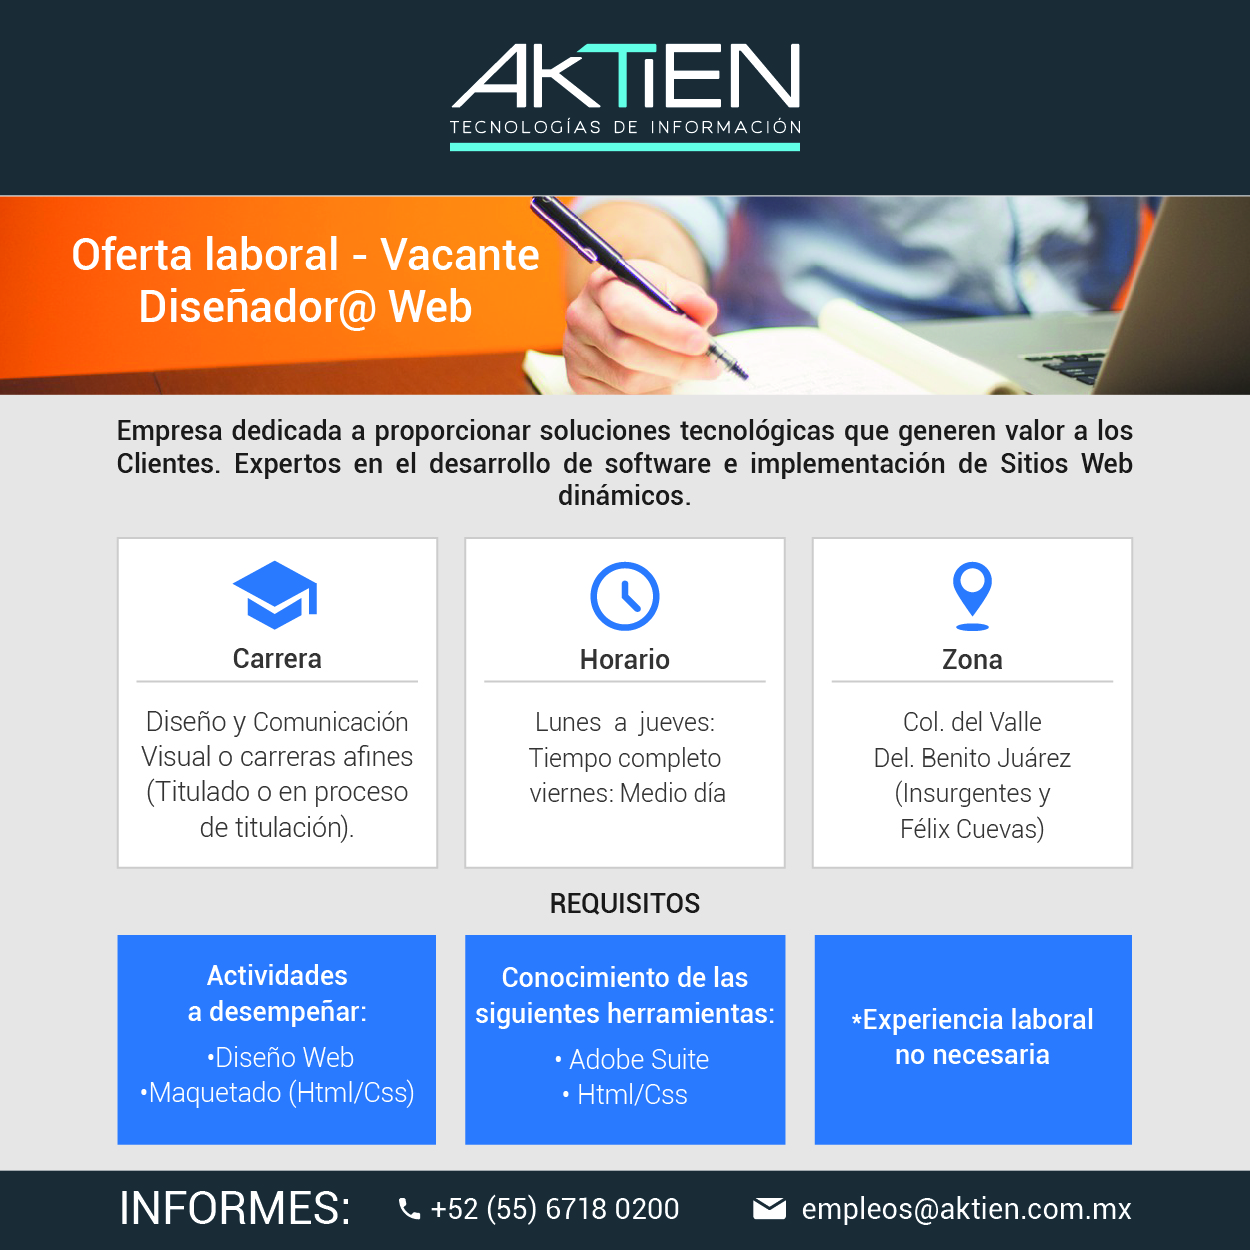 AKTiEN
TECNOLOGÍAS DE INFORMACIÓN
Oferta laboral - Vacante
Diseñador@ Web
Empresa dedicada a proporcionar soluciones tecnológicas que generen valor a los
Clientes. Expertos en el desarrollo de software e implementación de Sitios Web
dinámicos.
Carrera
Diseño y Comunicación
Visual o carreras afines
(Titulado o en proceso
de titulación).
Horario
Lunes a jueves:
Tiempo completo
viernes: Medio día
Zona
Col. del Valle
Del. Benito Juárez
(Insurgentes y
Félix Cuevas)
REQUISITOS
Actividades
a desempeñar:
•Diseño Web
•Maquetado (Html/Css)
Conocimiento de las
siguientes herramientas:
• Adobe Suite
• Html/Css
*Experiencia laboral
no necesaria
INFORMES:
+52 (55) 6718 0200
empleos@aktien.com.mx